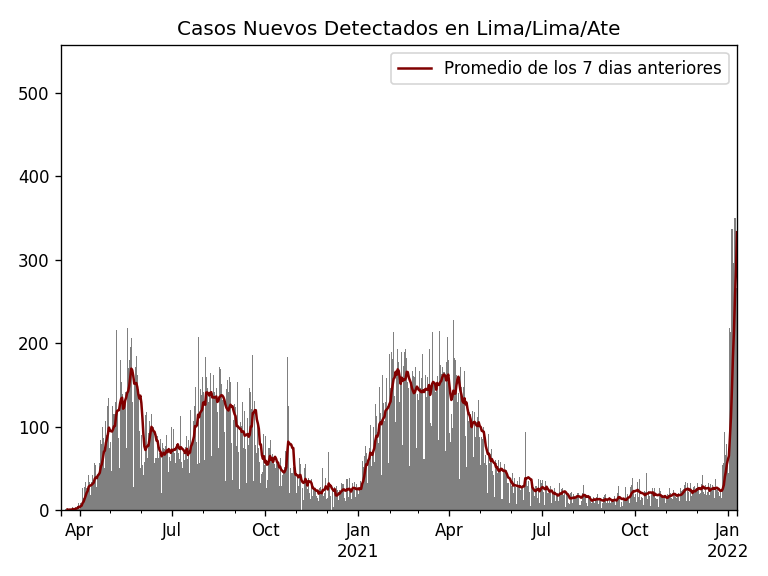 Casos Nuevos Detectados en Lima/Lima/Ate
Promedio de los 7 dias anteriores
500
400
300
200
100
0
Apr Jul Oct Jan Apr Jul Oct Jan
2021 2022